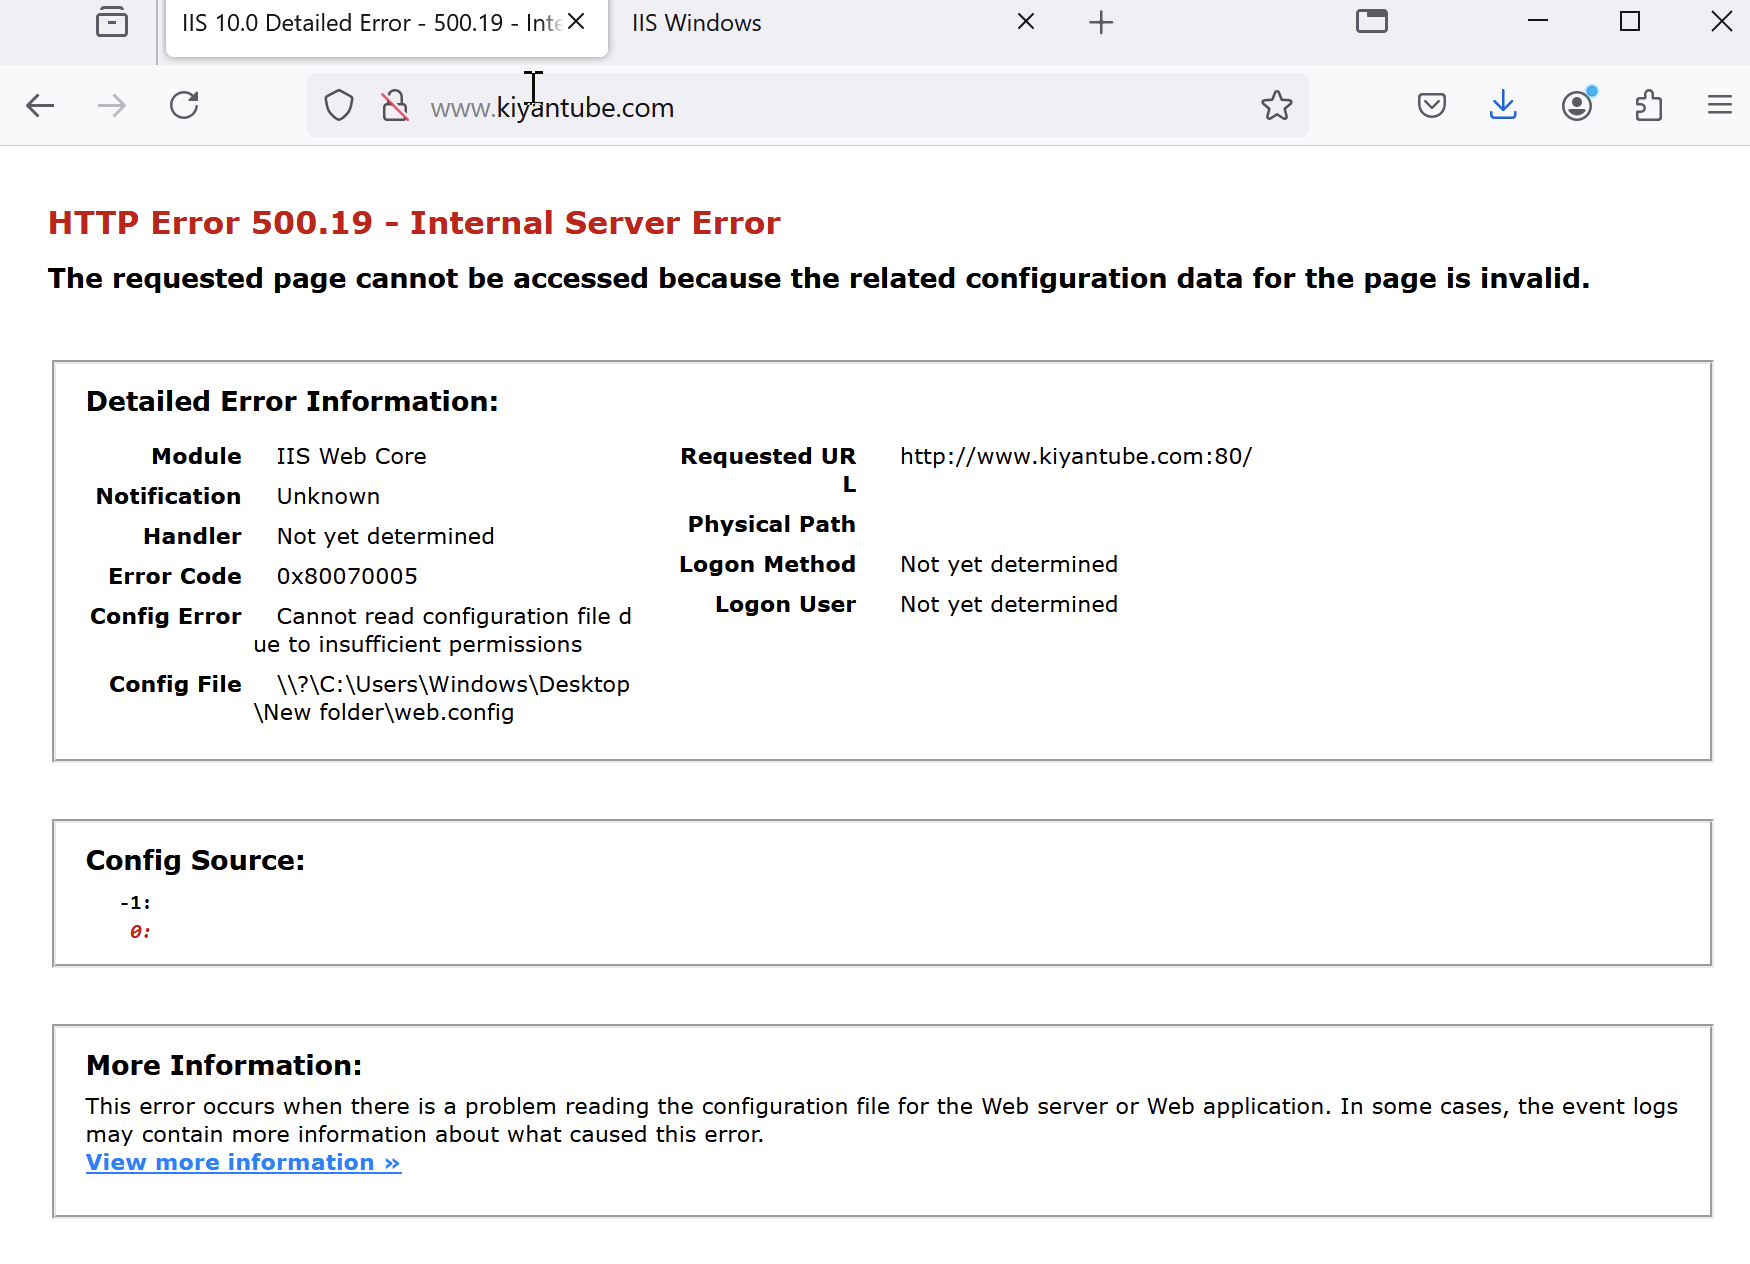 IIS 10.0 Detailed Error - 500.19 - Inte
IIS Windows
www.kiyantube.com
HTTP Error 500.19 - Internal Server Error
The requested page cannot be accessed because the related configuration data for the page is invalid.
Detailed Error Information:
Module IIS Web Core
Notification Unknown
Handler Not yet determined
Error Code 0x80070005
Config Error Cannot read configuration file d
ue to insufficient permissions
Config File \\?\C:\Users\Windows\Desktop
\New folder\web.config
Requested UR http://www.kiyantube.com:80/
L
Physical Path
Logon Method Not yet determined
Logon User Not yet determined
Config Source:
-1:
0:
More Information:
This error occurs when there is a problem reading the configuration file for the Web server or Web application. In some cases, the event logs
may contain more information about what caused this error.
View more information »